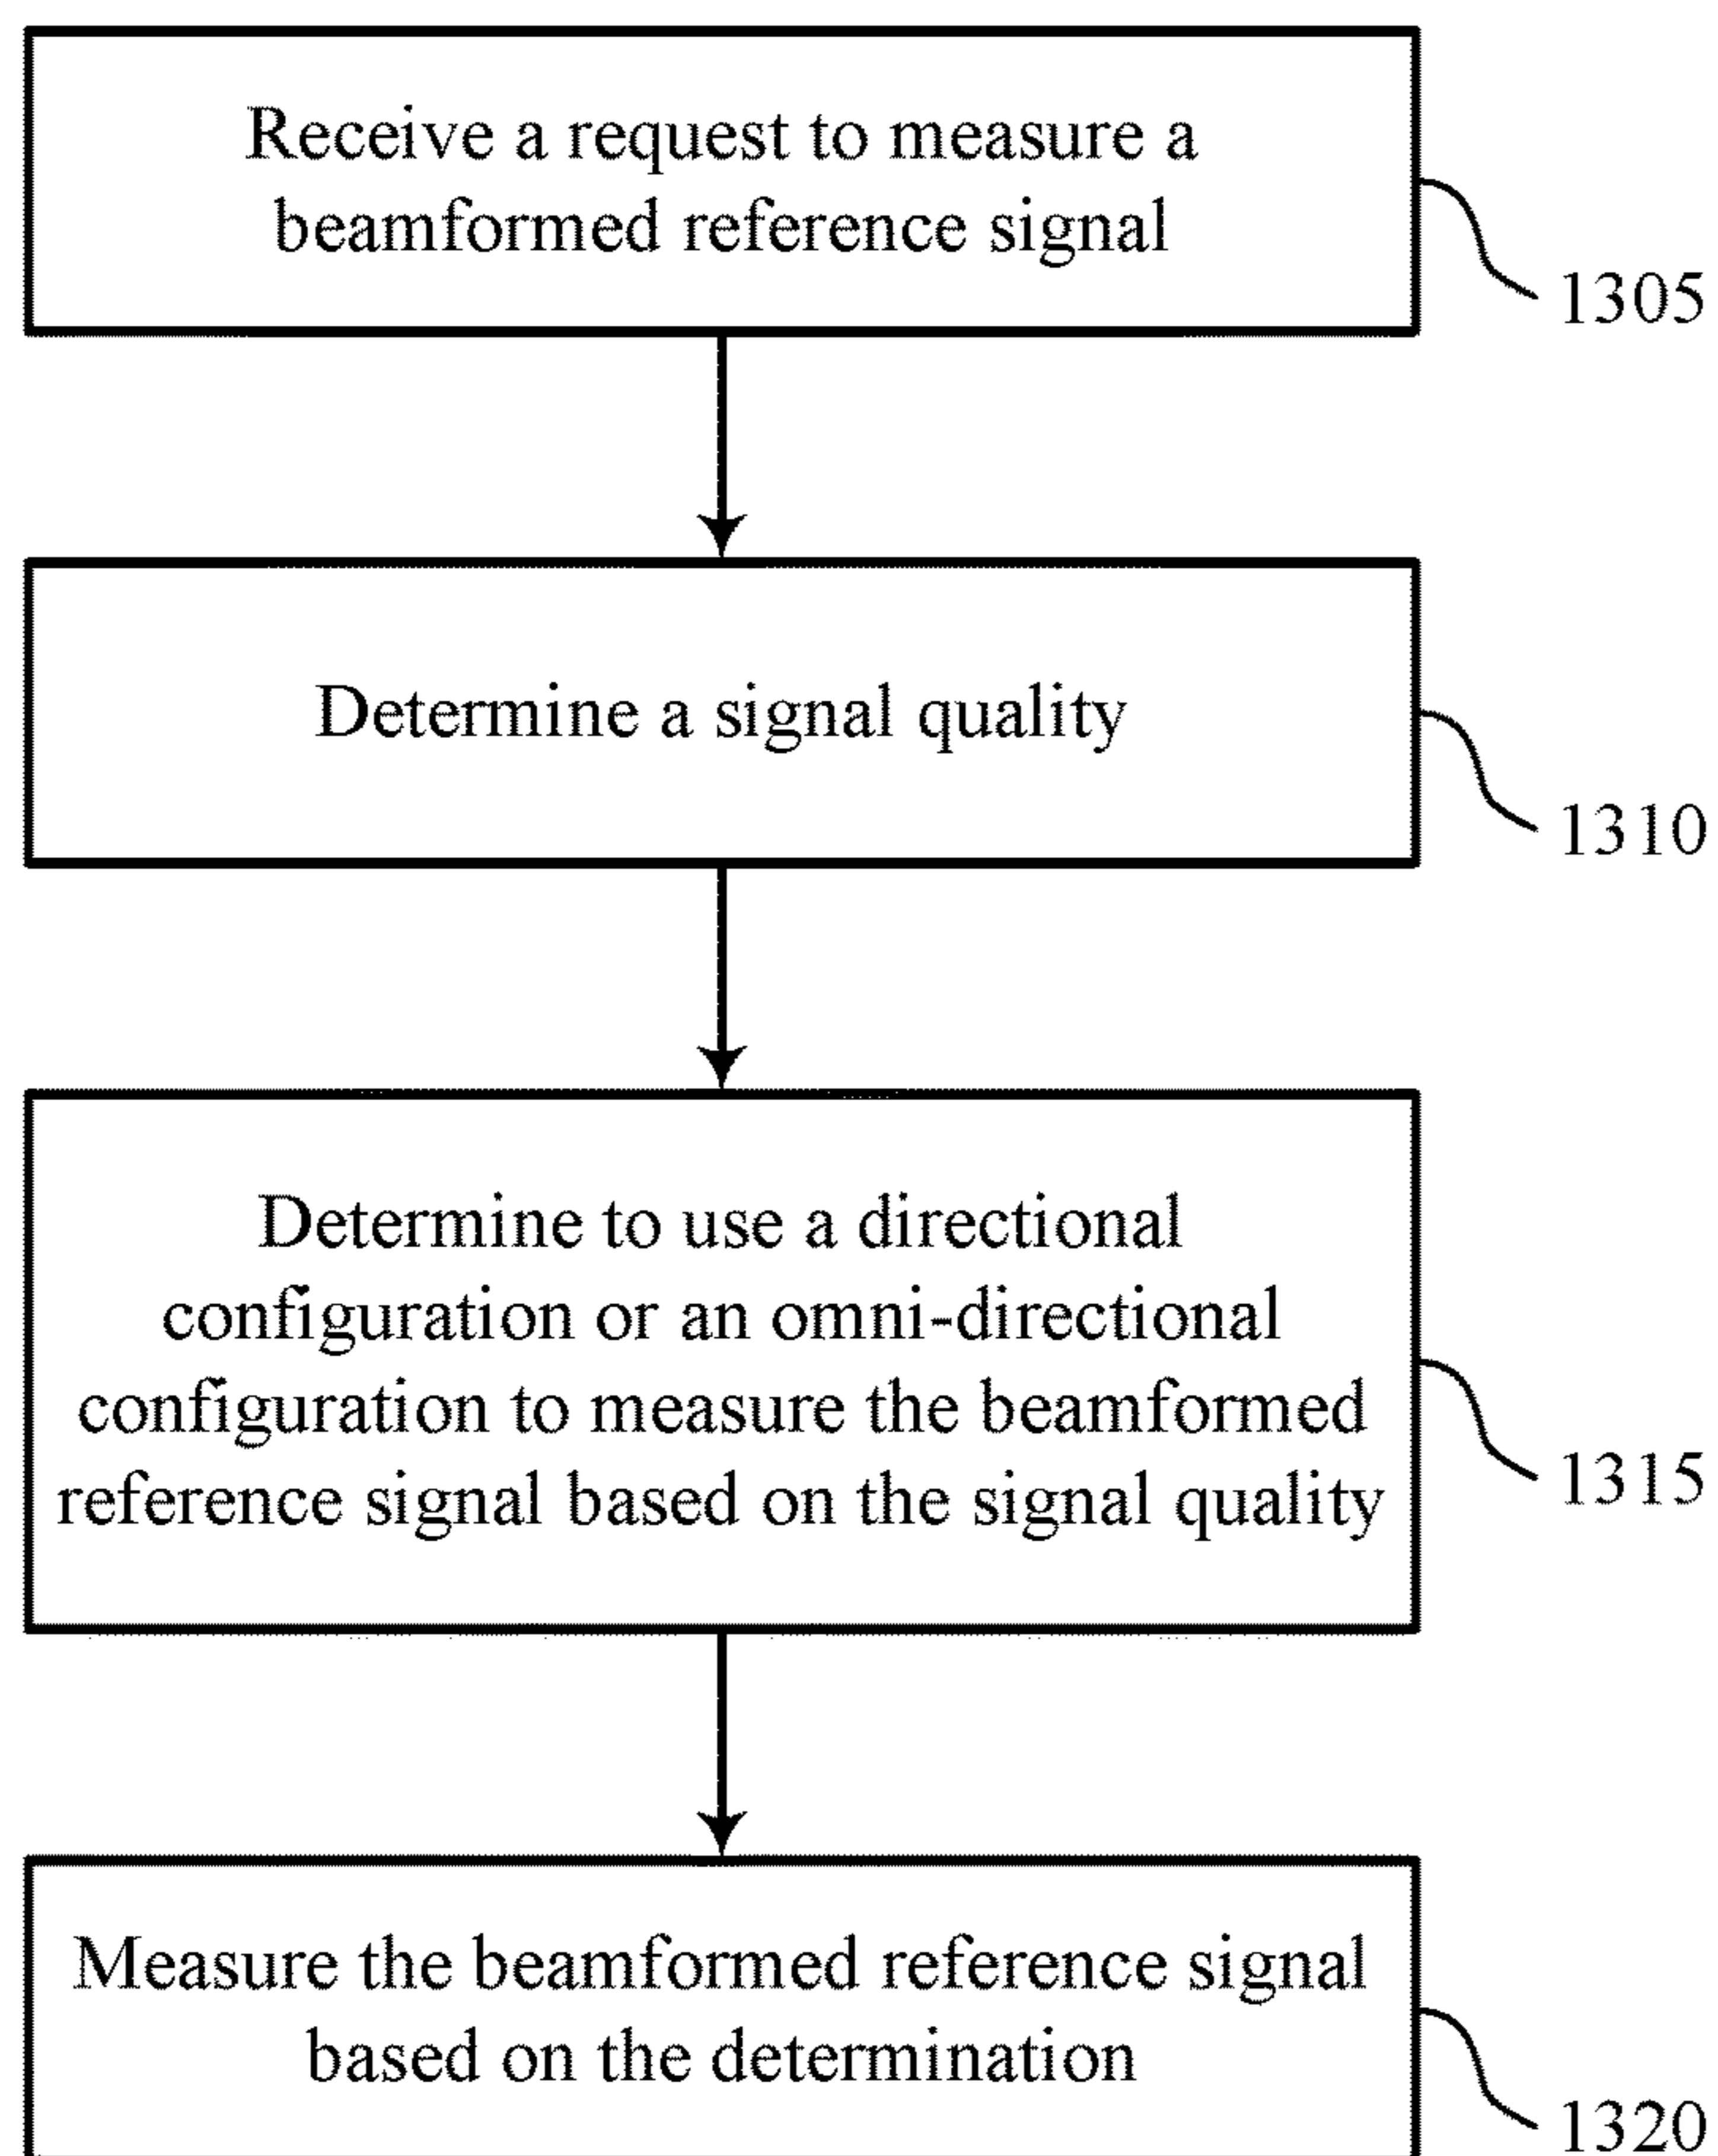 Receive a request to measure a
beamformed reference signal
1305
Determine a signal quality
1310
Determine to use a directional
configuration or an omni-directional
configuration to measure the beamformed
reference signal based on the signal quality
1315
Measure the beamformed reference signal
based on the determination
1320